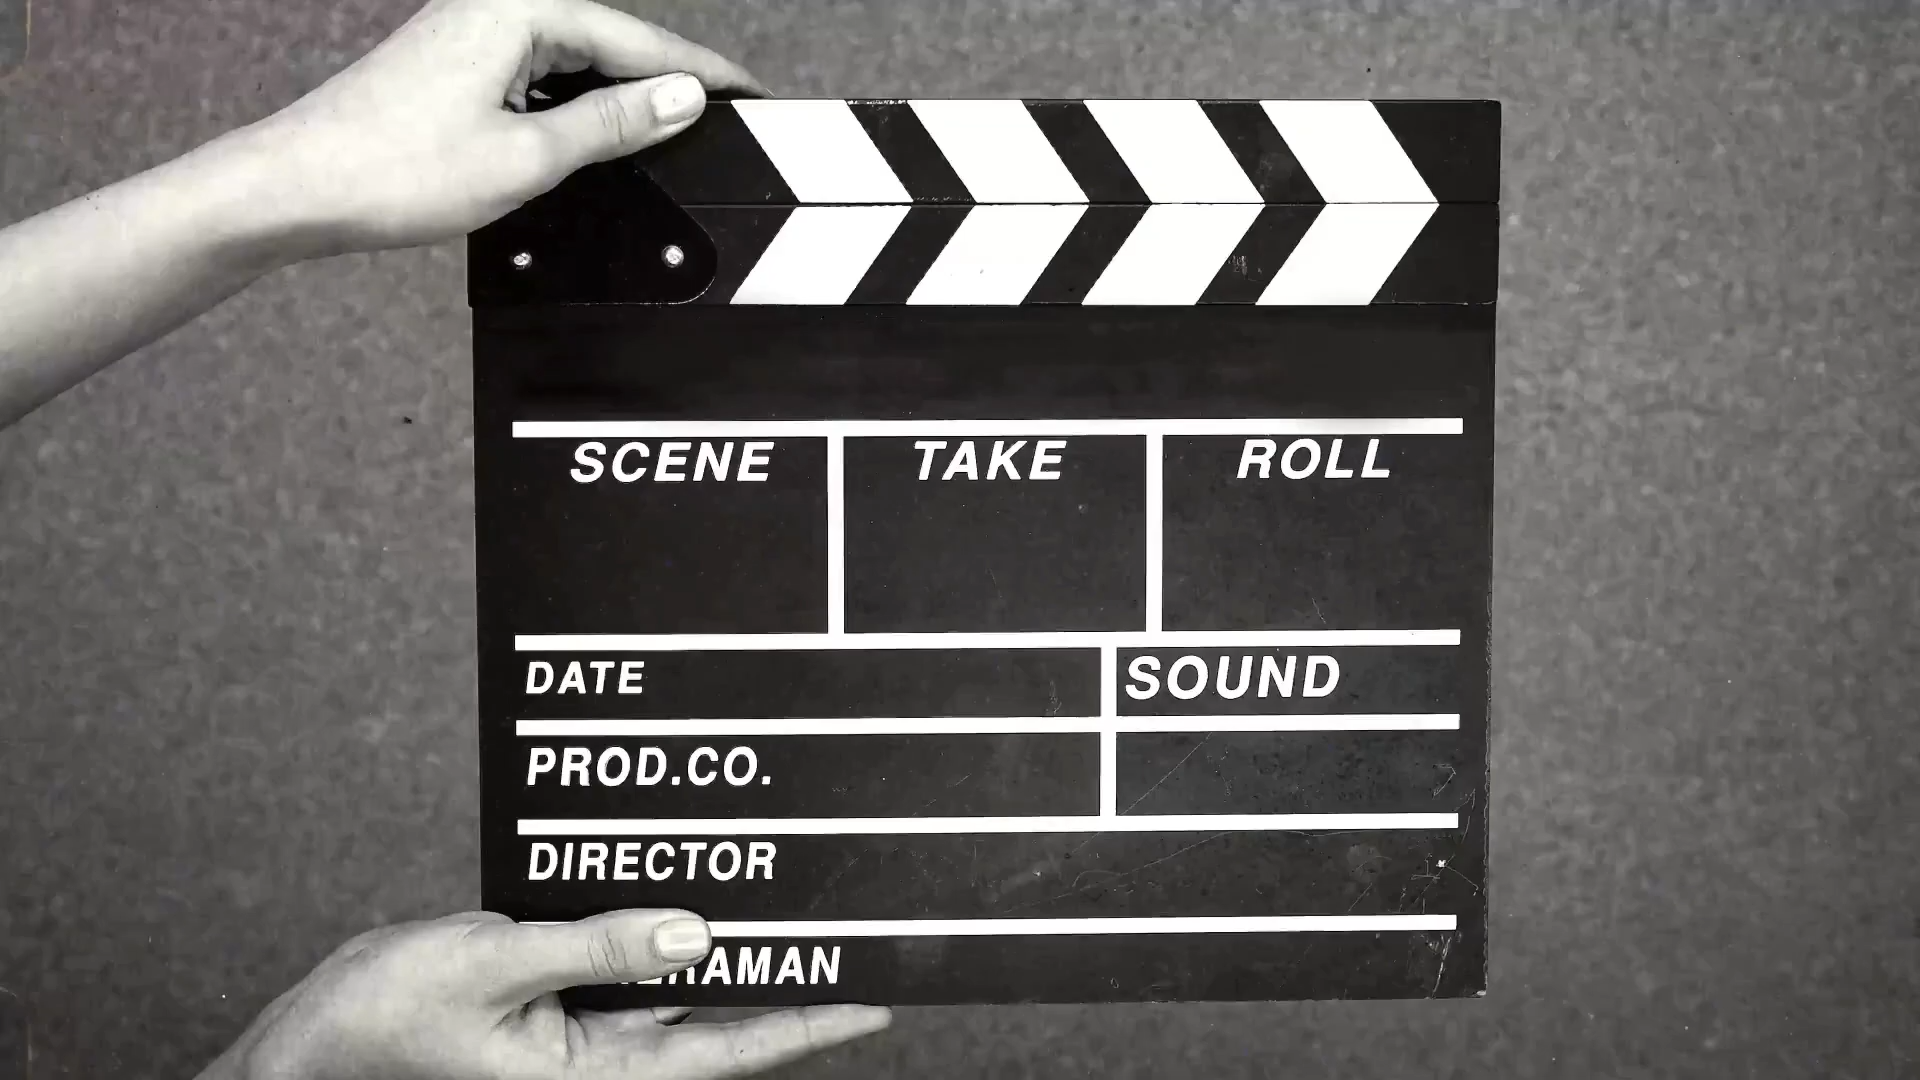 SCENE TAKE ROLL
DATE SOUND
PROD.CO.
DIRECTOR